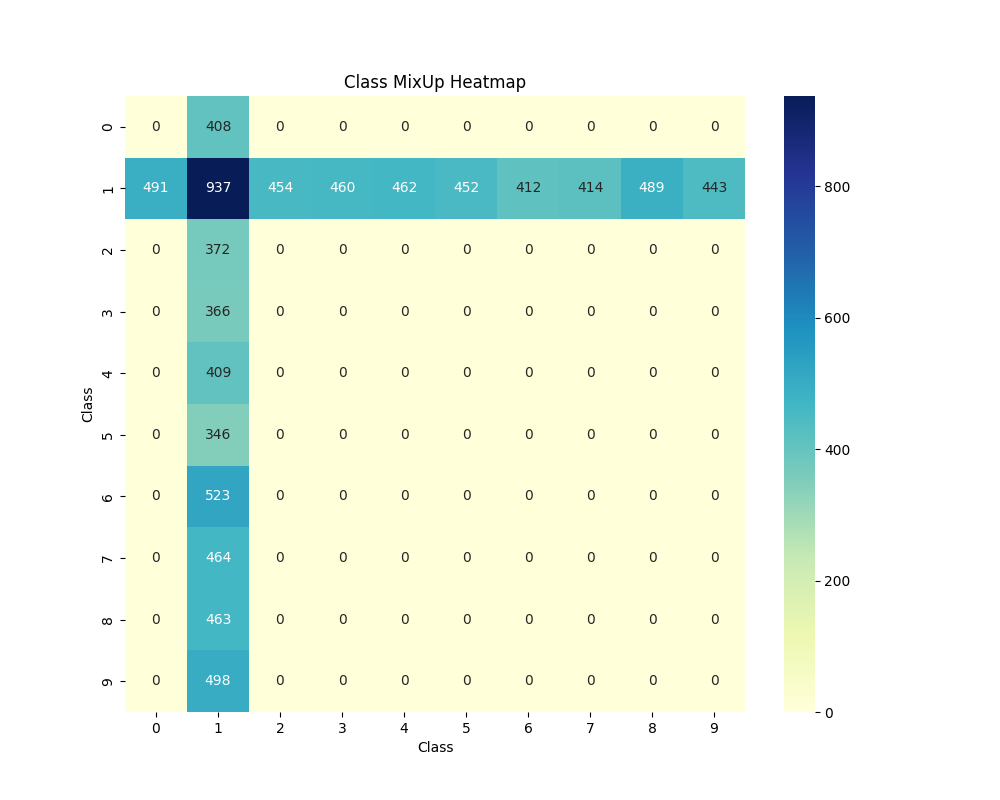 Class MixUp Heatmap
0 0 408 0 0 0 0 0 0 0 0
1 491 937 454 460 462 452 412 414 489 443
2 0 372 0 0 0 0 0 0 0 0
3 0 366 0 0 0 0 0 0 0 0
4 0 409 0 0 0 0 0 0 0 0
5 0 346 0 0 0 0 0 0 0 0
6 0 523 0 0 0 0 0 0 0 0
7 0 464 0 0 0 0 0 0 0 0
8 0 463 0 0 0 0 0 0 0 0
9 0 498 0 0 0 0 0 0 0 0
0 1 2 3 4 5 6 7 8 9
Class
Class
800
600
400
200
0